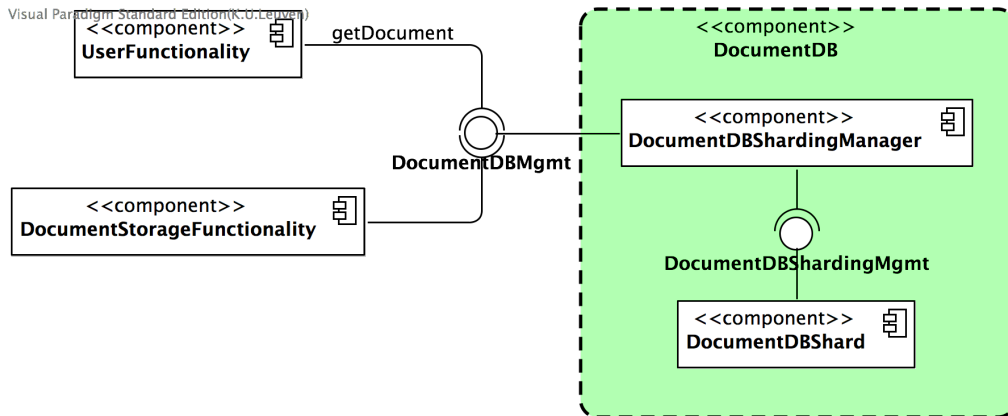 Visual Paradigm Standard Edition(K.U.Leuven)
<<component>>
UserFunctionality
getDocument
<<component>>
DocumentDB
<<component>>
DocumentDBShardingManager
DocumentDBMgmt
<<component>>
DocumentStorageFunctionality
DocumentDBShardingMgmt
<<component>>
DocumentDBShard